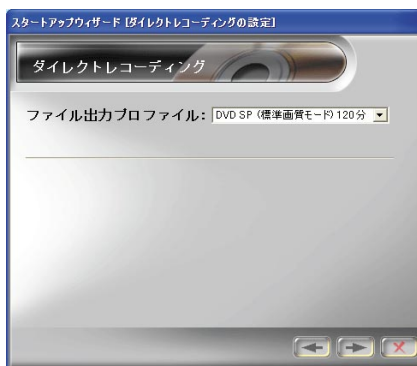 スタートアップウィザード [ダイレクトレコーディングの設定]
ダイレクトレコーディング
ファイル出力プロファイル: DVD SP (標準画質モード) 120分